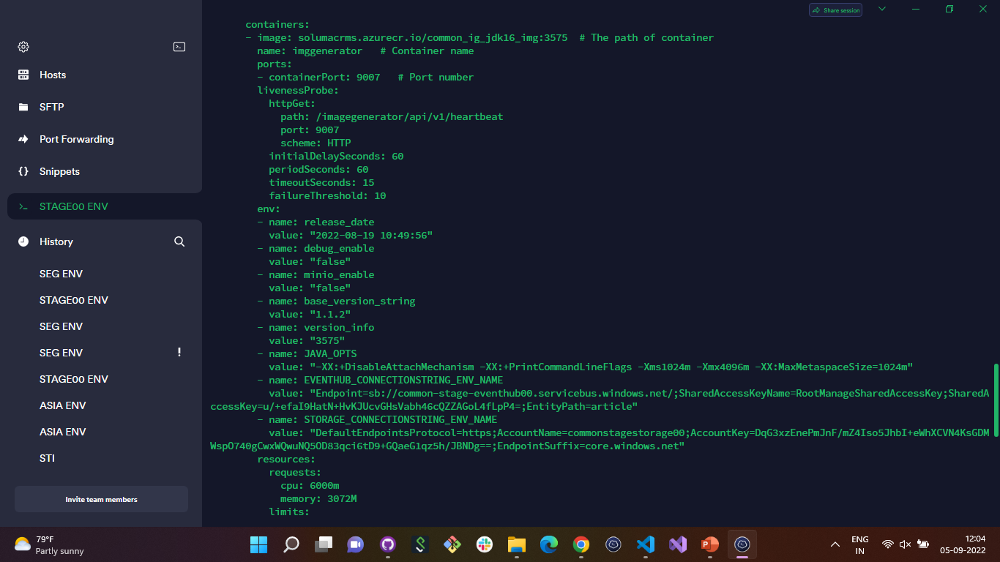 Share session
Hosts
SFTP
Port Forwarding
Snippets
STAGE00 ENV
History
SEG ENV
STAGE00 ENV
SEG ENV
SEG ENV
!
STAGE00 ENV
ASIA ENV
ASIA ENV
STI
Invite team members
containers:
- image: solumacrms.azurecr.io/common_ig_jdk16_img:3575  # The path of container
name: imggenerator   # Container name
ports:
- containerPort: 9007   # Port number
livenessProbe:
httpGet:
path: /imagegenerator/api/v1/heartbeat
port: 9007
scheme: HTTP
initialDelaySeconds: 60
periodSeconds: 60
timeoutSeconds: 15
failureThreshold: 10
env:
- name: release_date
value: "2022-08-19 10:49:56"
- name: debug_enable
value: "false"
- name: minio_enable
value: "false"
- name: base_version_string
value: "1.1.2"
- name: version_info
value: "3575"
- name: JAVA_OPTS
value: "-XX:+DisableAttachMechanism -XX:+PrintCommandLineFlags -Xms1024m -Xmx4096m -XX:MaxMetaspaceSize=1024m"
- name: EVENTHUB_CONNECTIONSTRING_ENV_NAME
value: "Endpoint=sb://common-stage-eventhub00.servicebus.windows.net/;SharedAccessKeyName=RootManageSharedAccessKey;SharedA
ccessKey=u/+efaI9HatN+HvKJUcvGHsVabh46cQZZAGoL4fLpP4=;EntityPath=article"
- name: STORAGE_CONNECTIONSTRING_ENV_NAME
value: "DefaultEndpointsProtocol=https;AccountName=commonstagestorage00;AccountKey=DqG3xzEnePmJnF/mZ4Iso5JhbI+eWhXCVN4KsGDM
WspO740gCwxWQwuNQ5OD83qci6tD9+GQaeG1qz5h/JBNDg==;EndpointSuffix=core.windows.net"
resources:
requests:
cpu: 6000m
memory: 3072M
limits:
79°F
Partly sunny
ENG
IN
12:04
05-09-2022